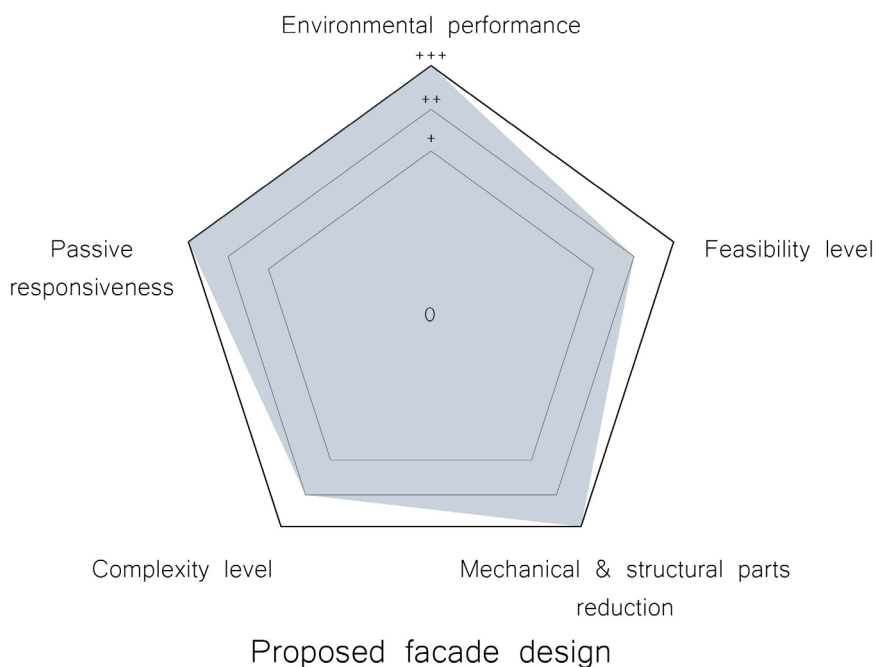 Environmental performance
+++
++
+
Passive
responsiveness
Feasibility level
0
Complexity level
Mechanical & structural parts
reduction
Proposed facade design